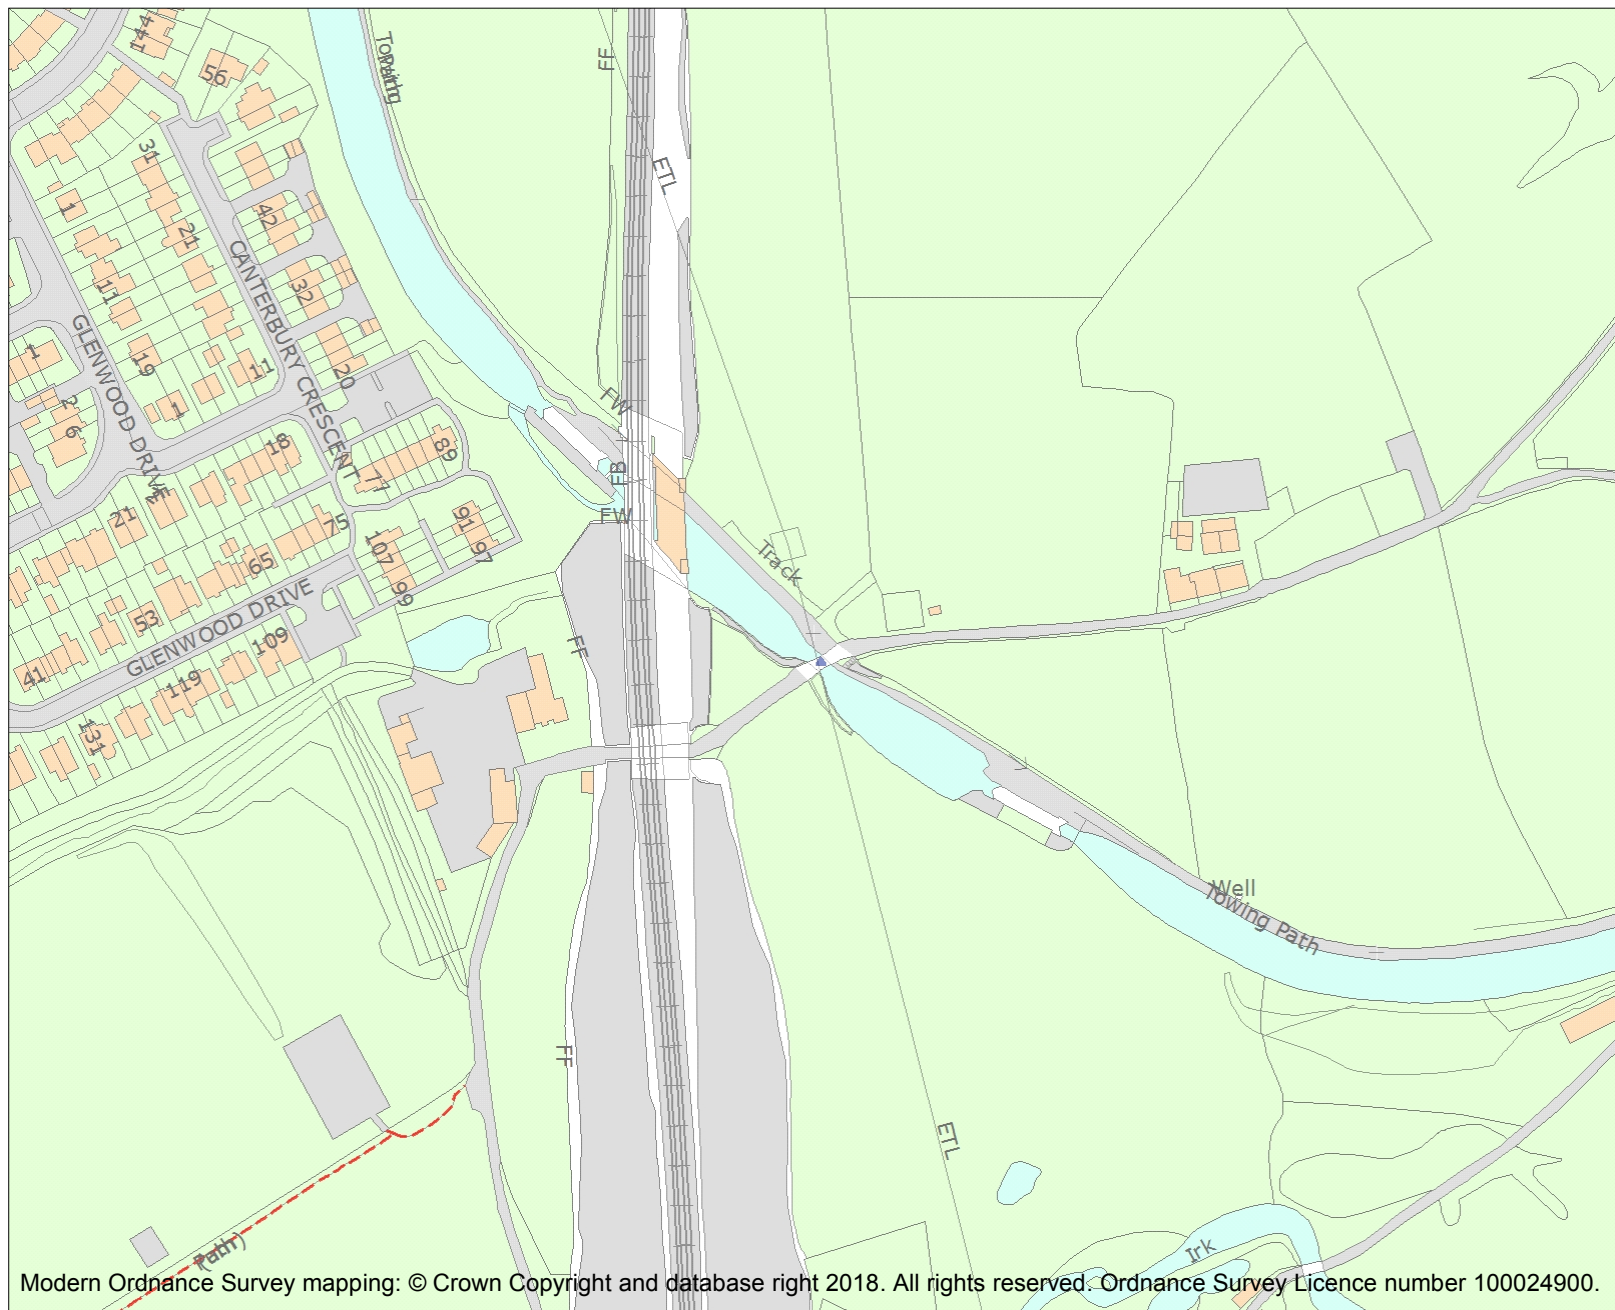 144
56
Towing
Path
FF
ETL
31
1
42
21
CANTERBURY CRESCENT
11
32
GLENWOOD DRIVE
1
19
11
20
2
6
1
FW
18
89
77
FB
FW
21
75
91
107
97
65
Track
99
53
GLENWOOD DRIVE
109
FF
41
119
131
Well
Towing Path
FF
ETL
(Path)
Irk
Modern Ordnance Survey mapping: © Crown Copyright and database right 2018. All rights reserved. Ordnance Survey Licence number 100024900.